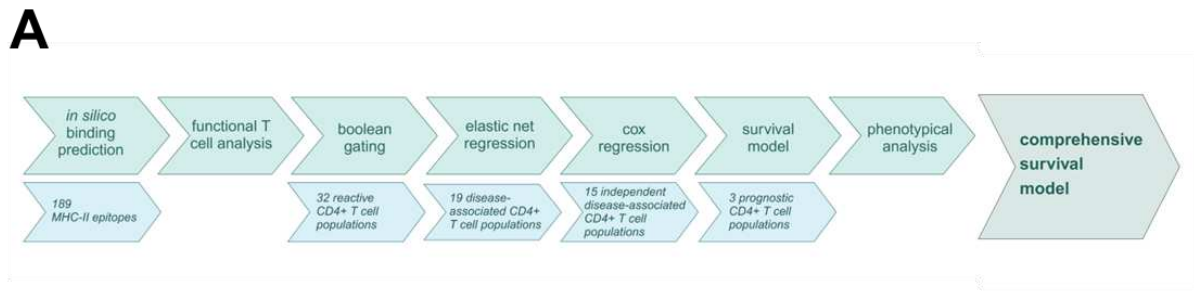 A
in silico
binding
prediction
functional T
cell analysis
boolean
gating
elastic net
regression
cox
regression
survival
model
phenotypical
analysis
comprehensive
survival
model
189
MHC-II epitopes
32 reactive
CD4+ T cell
populations
19 disease-
associated CD4+
T cell populations
15 independent
disease-associated
CD4+ T cell
populations
3 prognostic
CD4+ T cell
populations